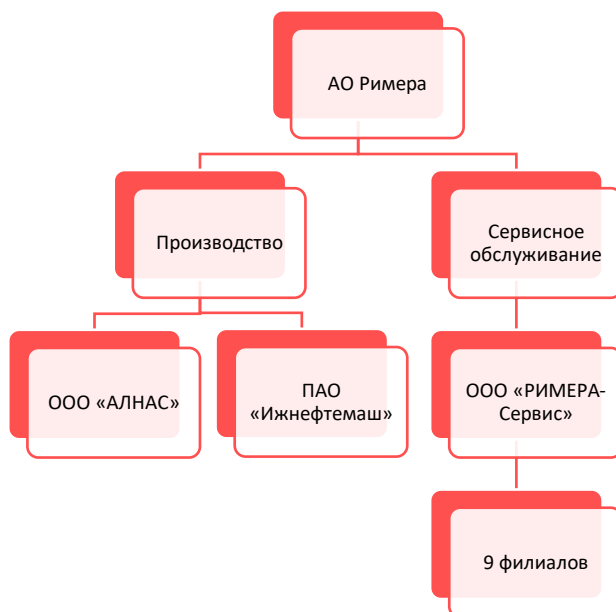 АО Римера
Производство
Сервисное
обслуживание
ООО «АЛНАС»
ПАО
«Ижнефтемаш»
ООО «РИМЕРА-
Сервис»
9 филиалов